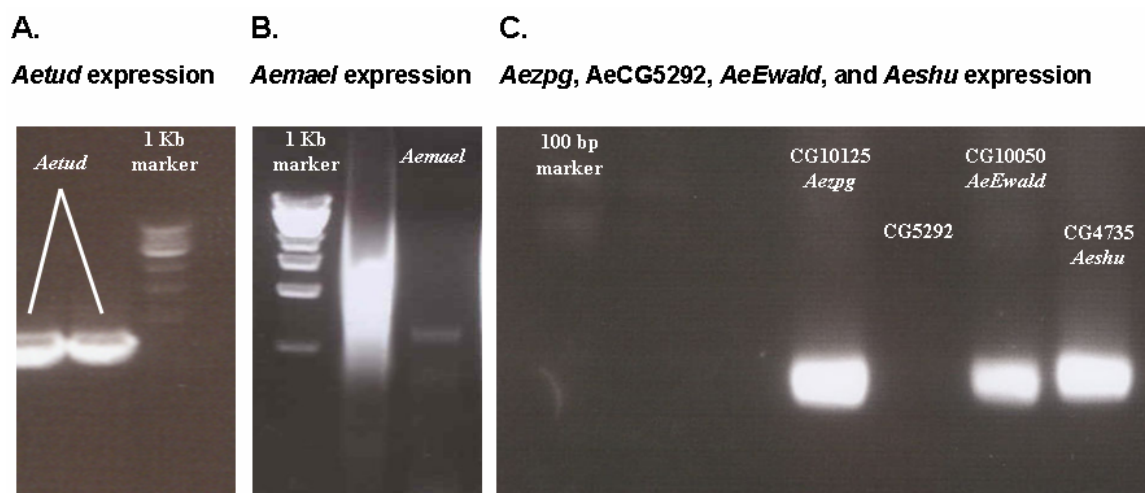 A.
Aetud expression
1 Kb
marker
Aetud
B.
Aemael expression
1 Kb
marker
Aemael
C.
Aezpg, AeCG5292, AeEwald, and Aeshu expression
100 bp
marker
CG10125
Aezpg
CG5292
CG10050
AeEwald
CG4735
Aeshu